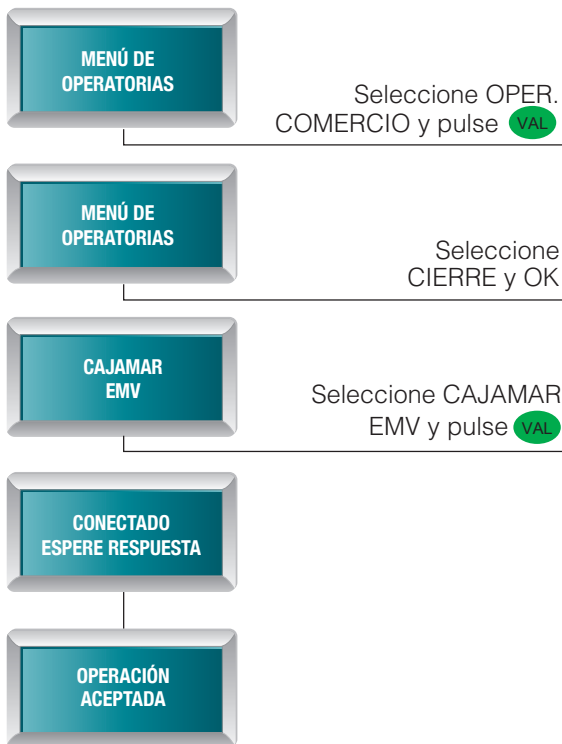 MENÚ DE
OPERATORIAS
Seleccione OPER.
COMERCIO y pulse VAL
MENÚ DE
OPERATORIAS
Seleccione
CIERRE y OK
CAJAMAR
EMV
Seleccione CAJAMAR
EMV y pulse VAL
CONECTADO
ESPERE RESPUESTA
OPERACIÓN
ACEPTADA